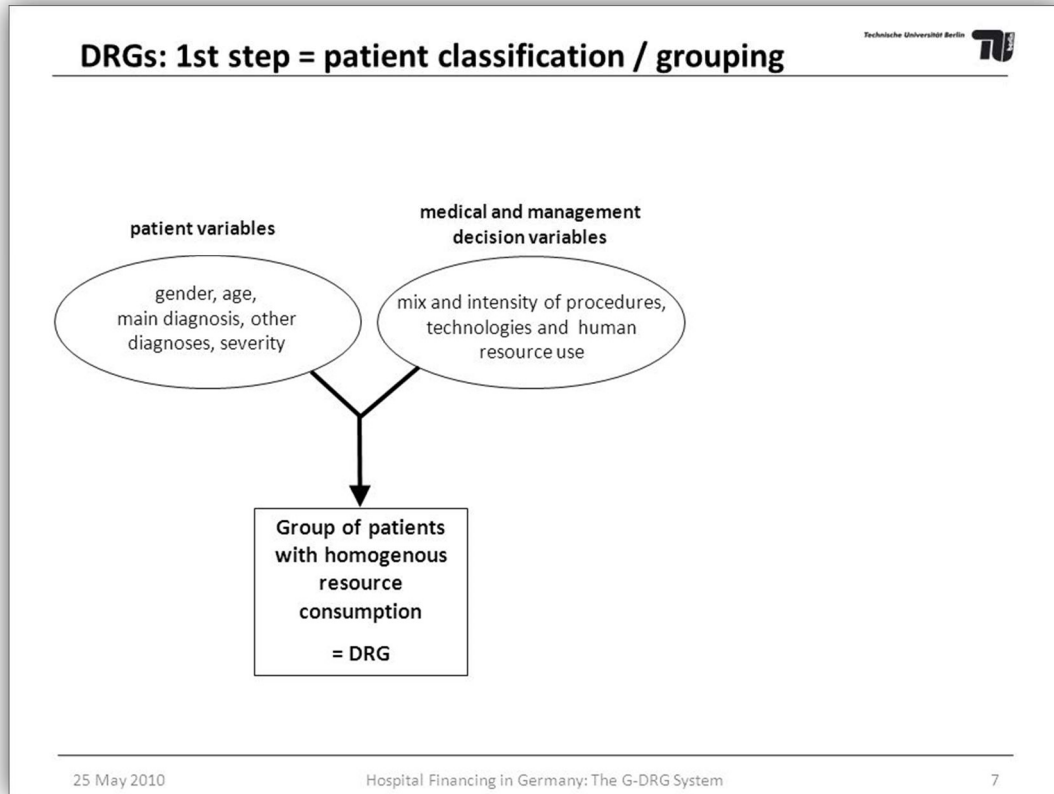 DRGs: 1st step = patient classification / grouping
Technische Universität Berlin
patient variables
medical and management
decision variables
gender, age,
main diagnosis, other
diagnoses, severity
mix and intensity of procedures,
technologies and human
resource use
Group of patients
with homogenous
resource
consumption
= DRG
25 May 2010
Hospital Financing in Germany: The G-DRG System
7